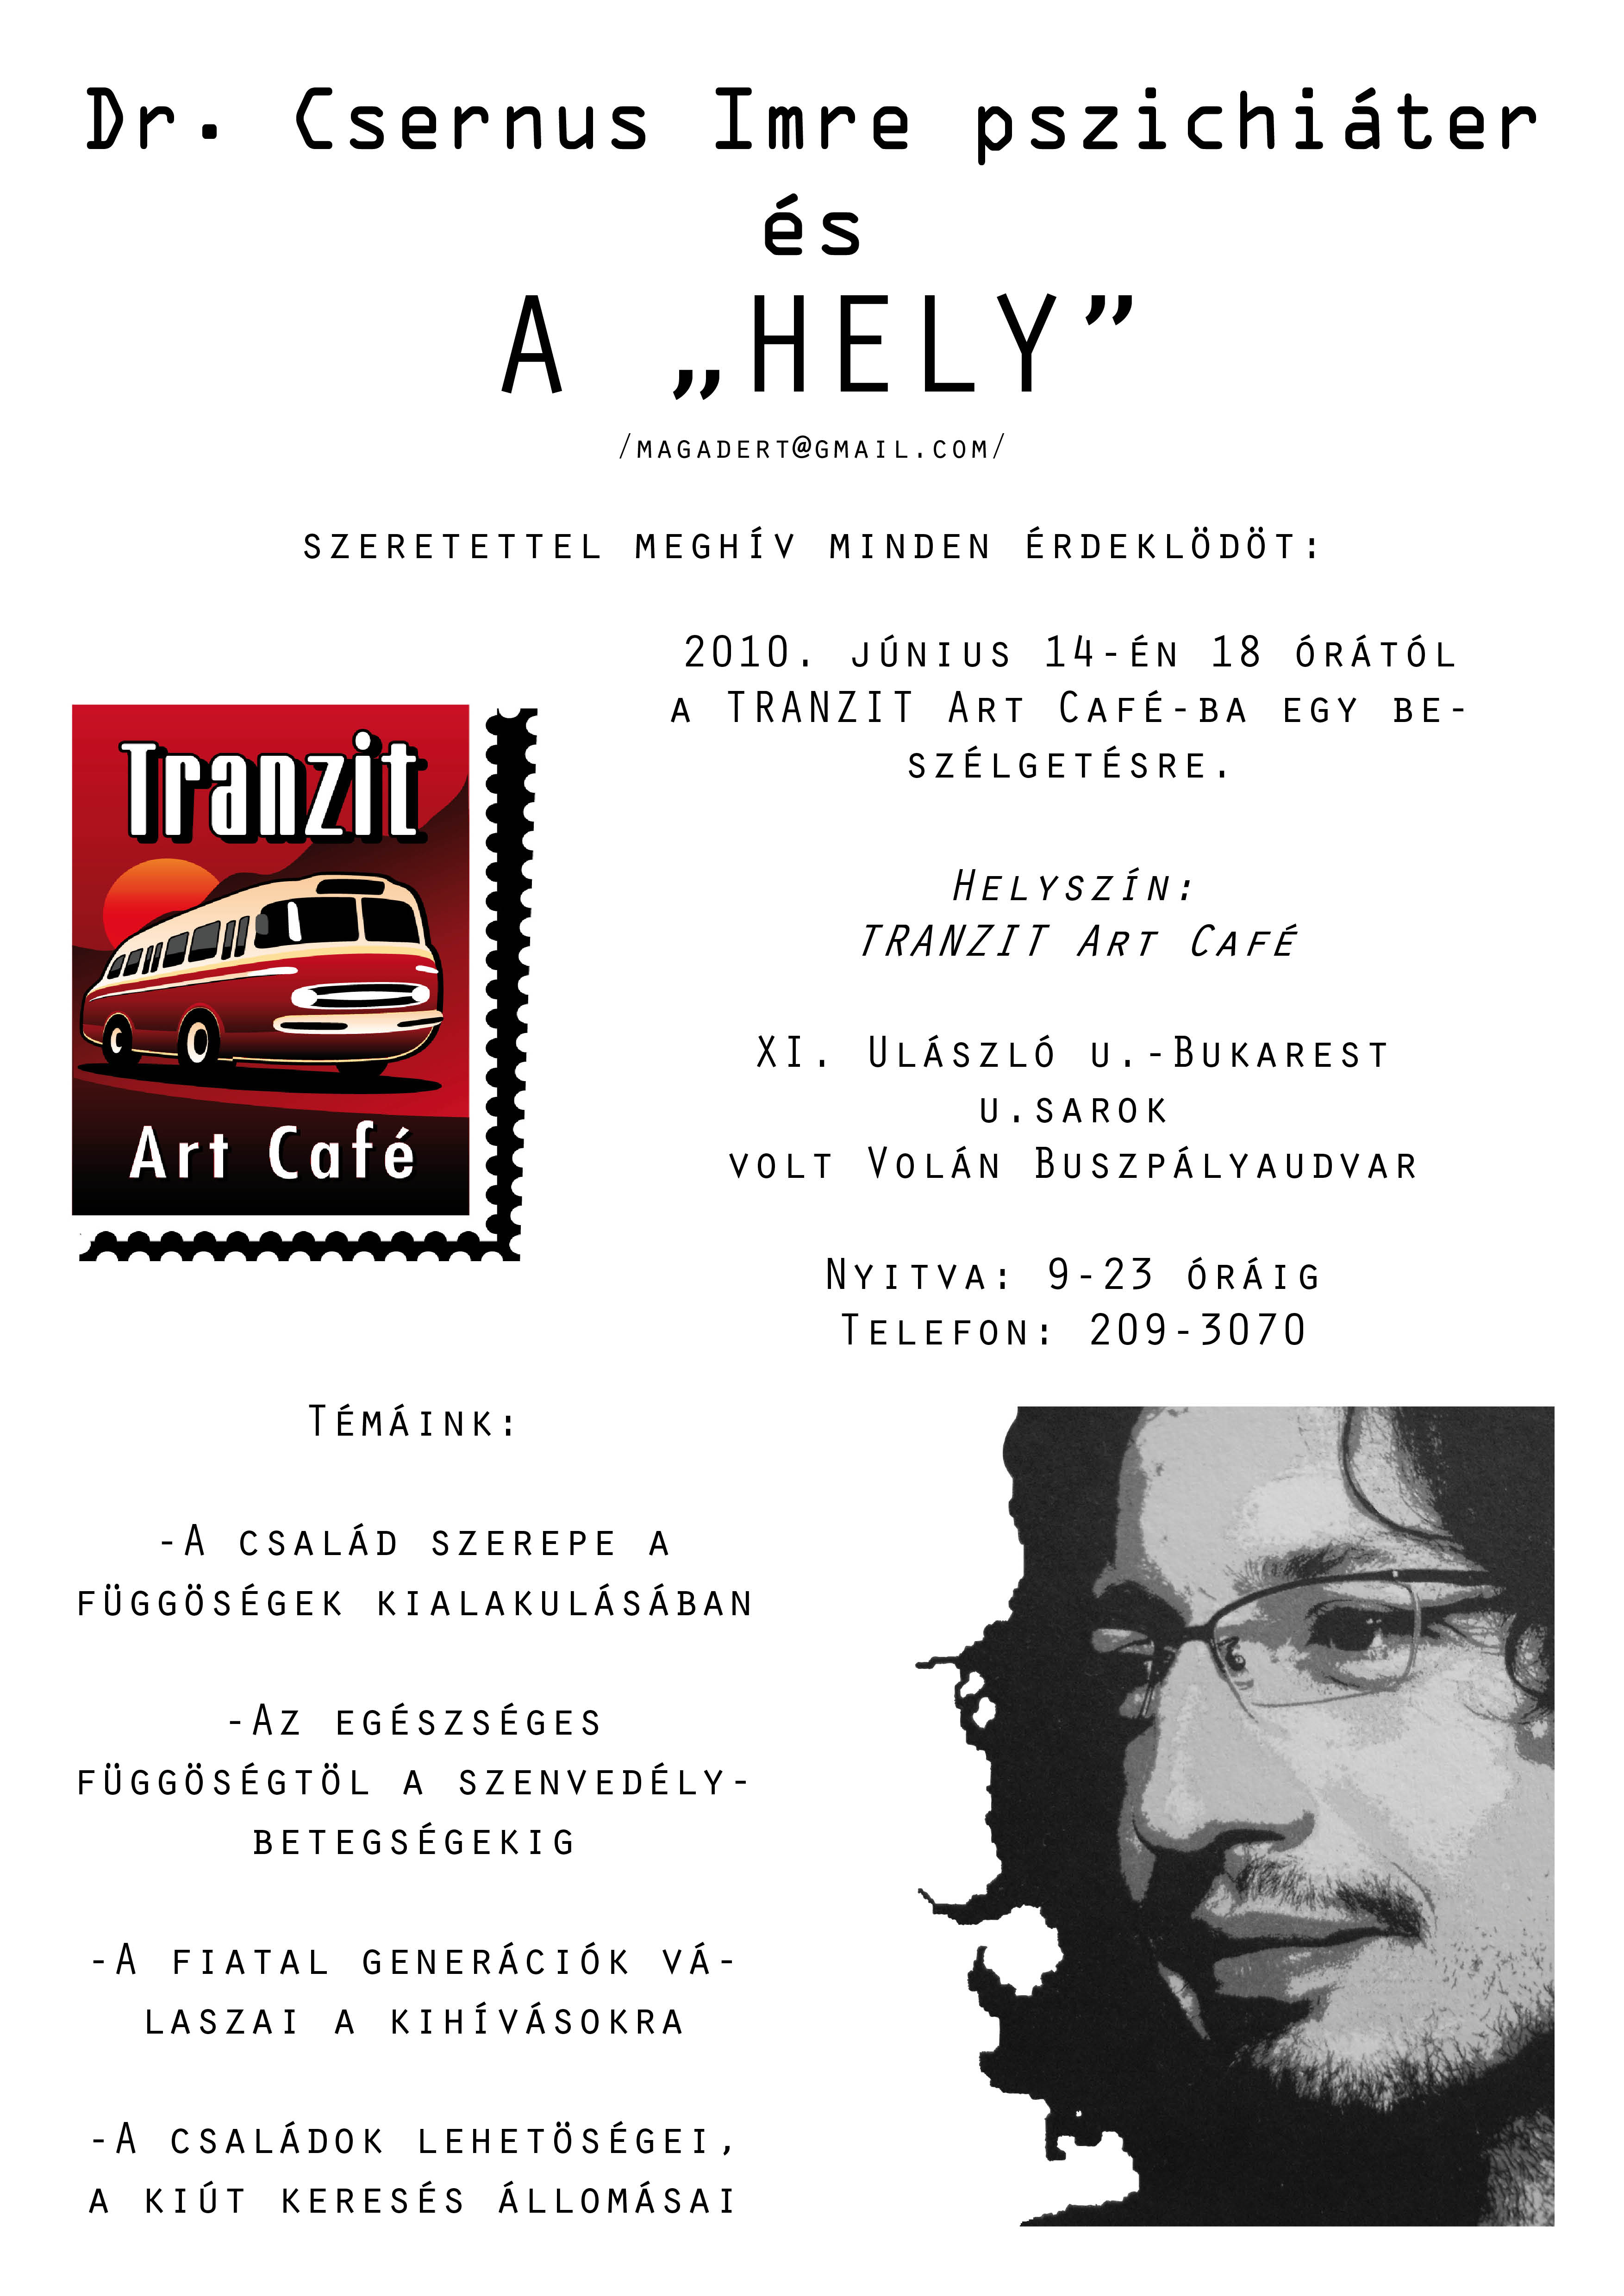 Dr. Csernus Imre pszichiáter
és
A „HELY”
/MAGADERT@GMAIL.COM/
SZERETETTEL MEGHÍV MINDEN ÉRDEKLÖDÖT:
2010. JÚNIUS 14-ÉN 18 ÓRÁTÓL
A TRANZIT ART CAFÉ-BA EGY BE-
SZÉLGETÉSRE.
Tranzit
Art Café
HELYSZÍN:
TRANZIT ART CAFÉ
XI. ULÁSZLÓ U.-BUKAREST
U.SAROK
VOLT VOLÁN BUSZPÁLYAUDVAR
NYITVA: 9-23 ÓRÁIG
TELEFON: 209-3070
TÉMÁINK:
-A CSALÁD SZEREPE A
FÜGGÖSÉGEK KIALAKULÁSÁBAN
-AZ EGÉSZSÉGES
FÜGGÖSÉGTÖL A SZENVEDÉLY-
BETEGSÉGEKIG
-A FIATAL GENERÁCIÓK VÁ-
LASZAI A KIHÍVÁSOKRA
-A CSALÁDOK LEHETÖSÉGEI,
A KIÚT KERESÉS ÁLLOMÁSAI